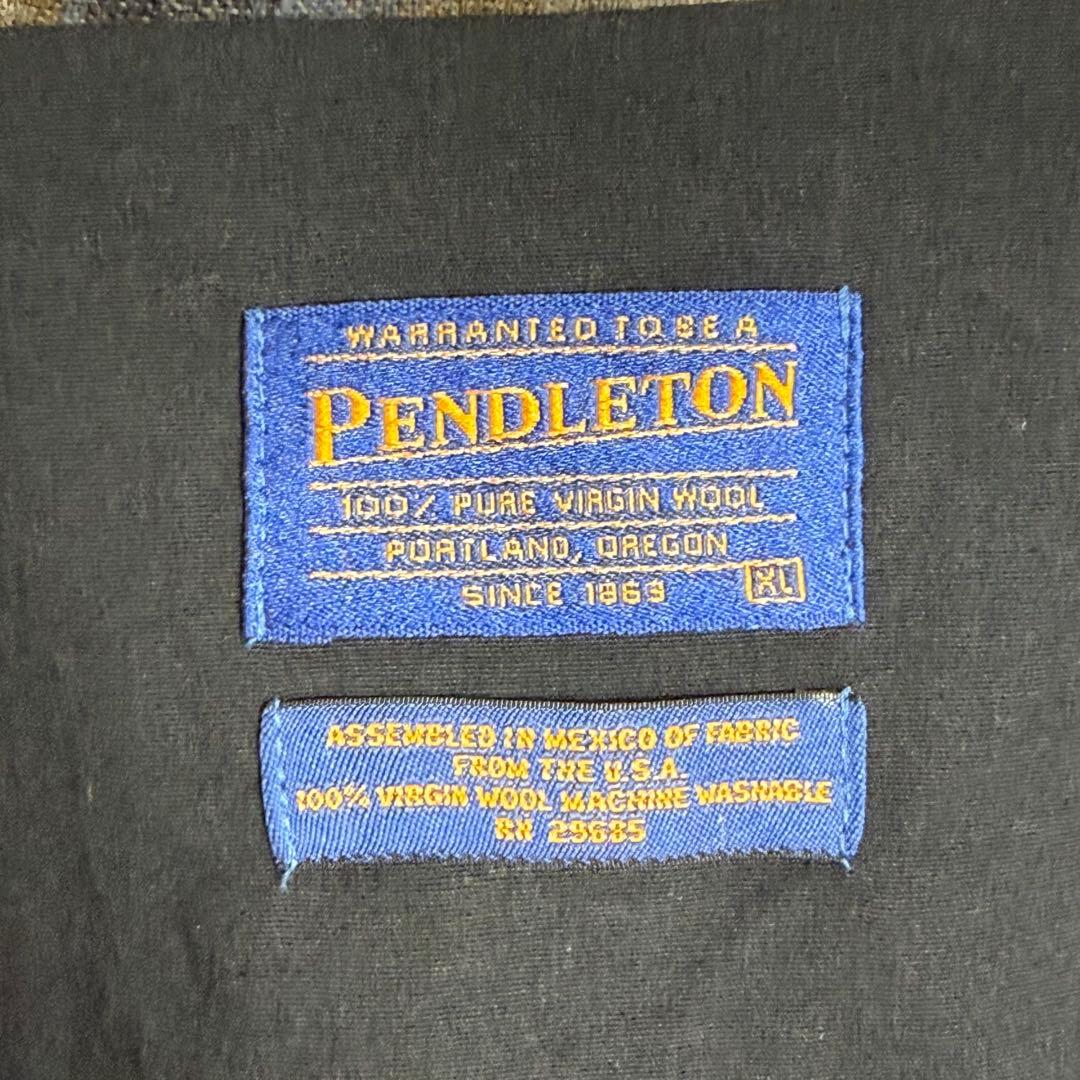 WARRANTED TO BE A
PENDLETON
100% PURE VIRGIN WOOL
PORTLAND, OREGON
SINCE 1863
XL
ASSEMBLED IN MEXICO OF FABRIC
FROM THE U.S.A.
100% VIRGIN WOOL MACHINE WASHABLE
RN 29685